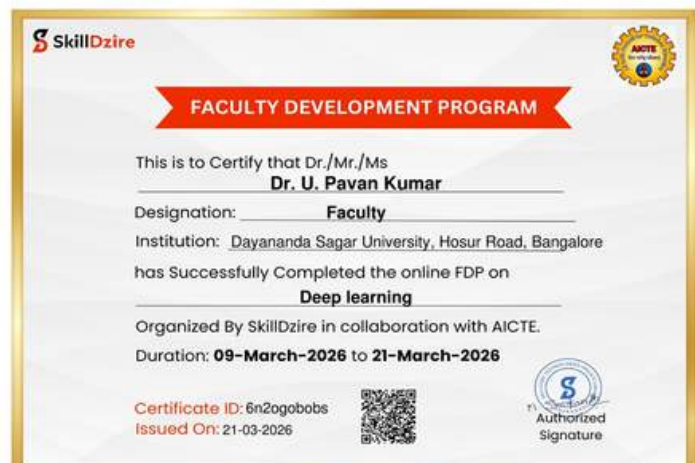 SkillDzire
AICTE
FACULTY DEVELOPMENT PROGRAM
This is to Certify that Dr./Mr./Ms
Dr. U. Pavan Kumar
Designation: Faculty
Institution: Dayananda Sagar University, Hosur Road, Bangalore
has Successfully Completed the online FDP on
Deep learning
Organized By SkillDzire in collaboration with AICTE.
Duration: 09-March-2026 to 21-March-2026
Certificate ID: 6n2ogobobs
Issued On: 21-03-2026
S
Authorized
Signature